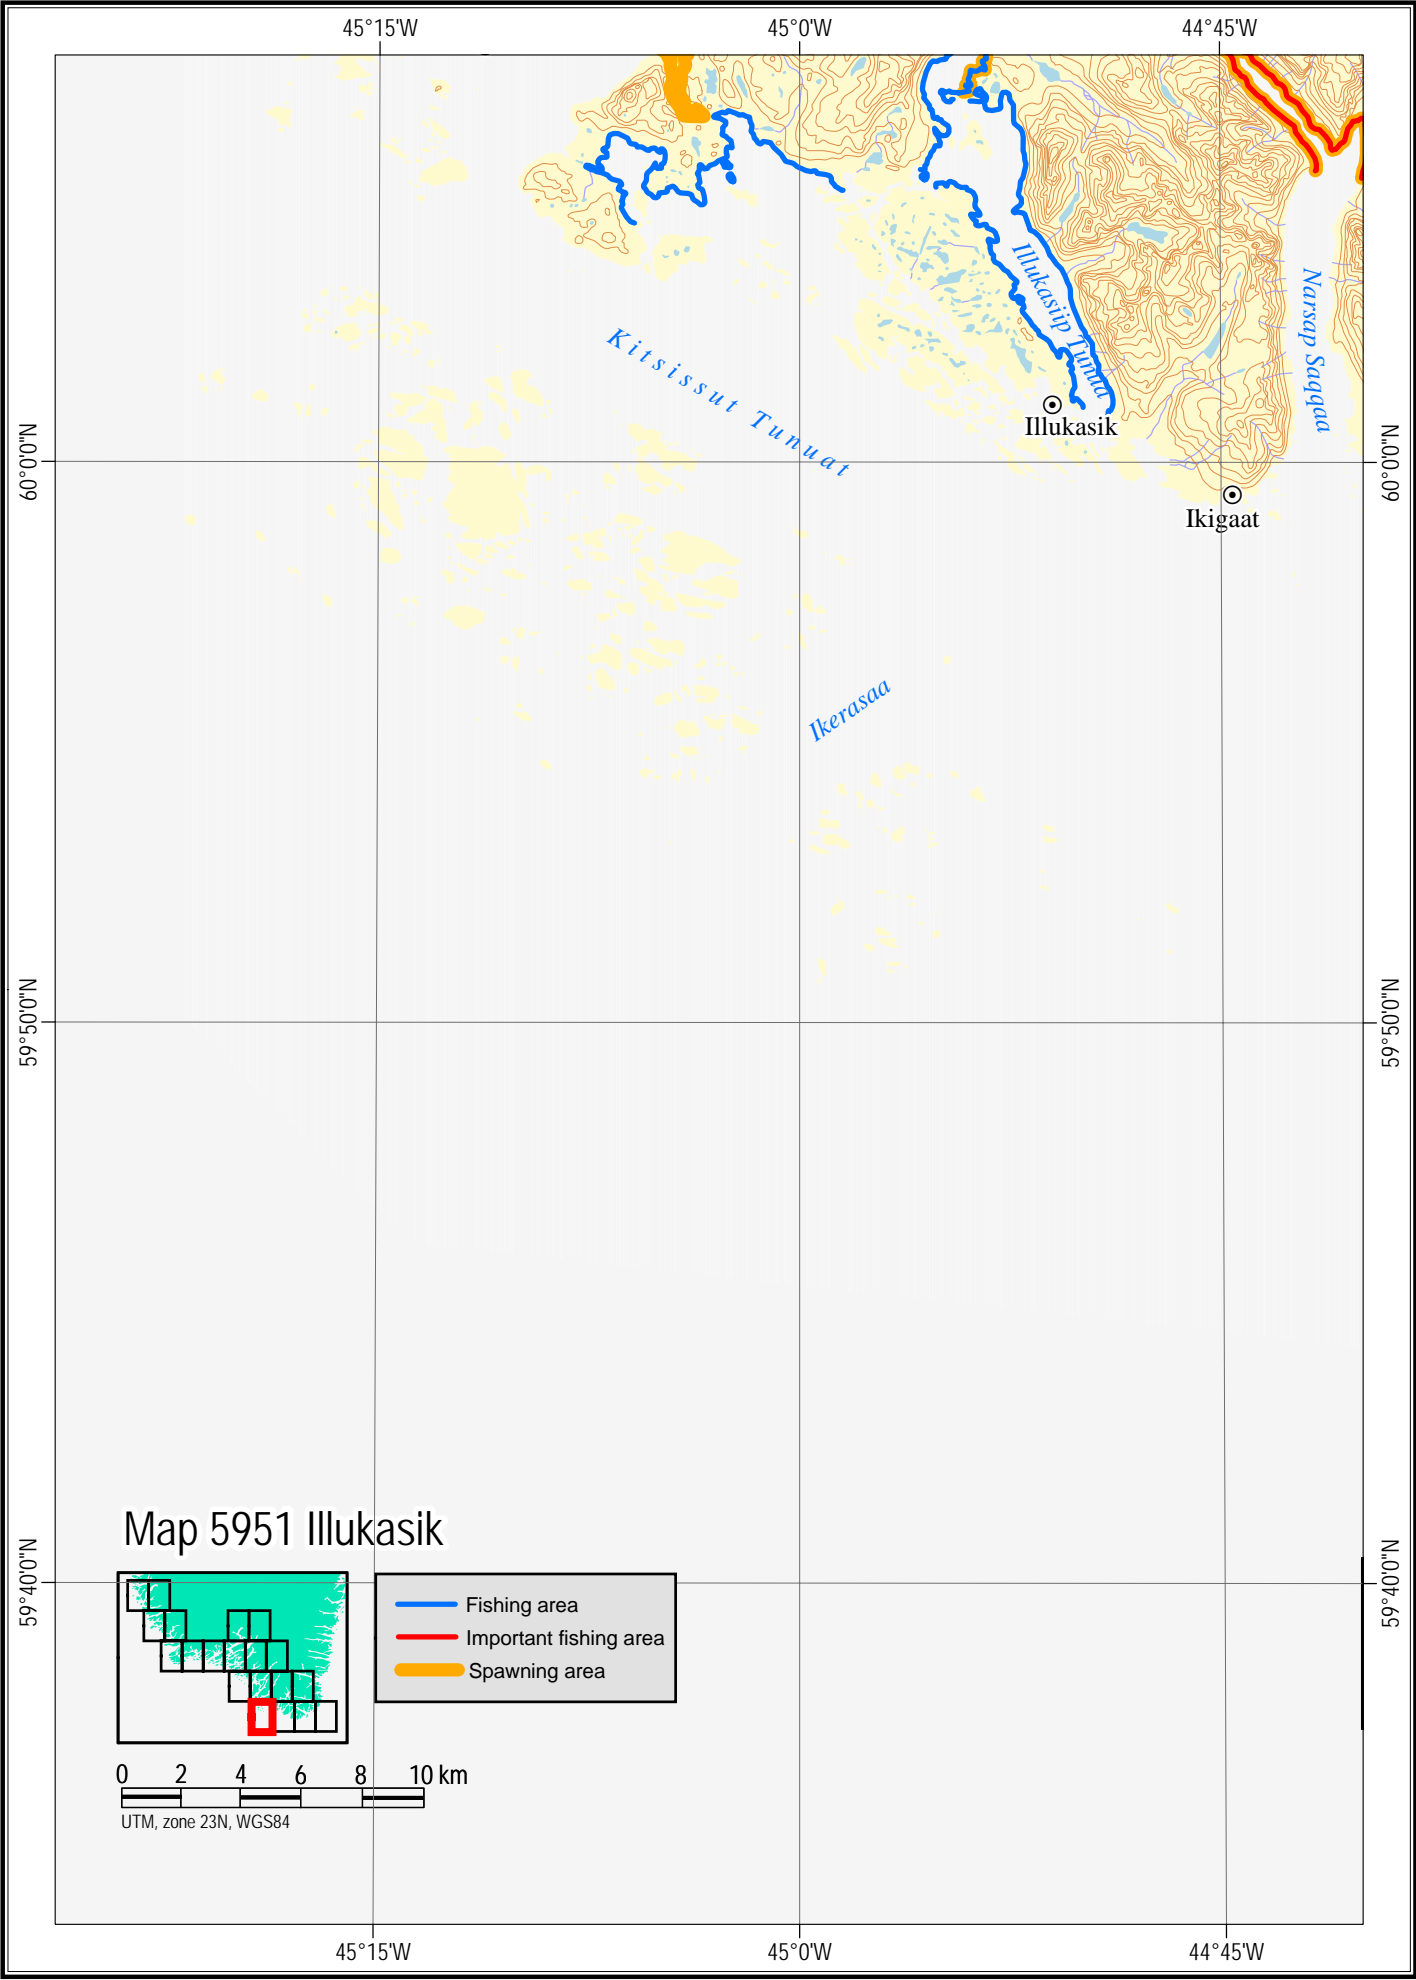 45°15'W
45°0'W
44°45'W
Illukasiip Tunua
Narsap Saqqaa
Kitsissut Tunuat
Illukasik
60°0'0"N
60°0'0"N
Ikigaat
Ikerasaa
59°50'0"N
59°50'0"N
Map 5951 Illukasik
59°40'0"N
59°40'0"N
Fishing area
Important fishing area
Spawning area
0 2 4 6 8 10 km
UTM, zone 23N, WGS84
45°15'W
45°0'W
44°45'W